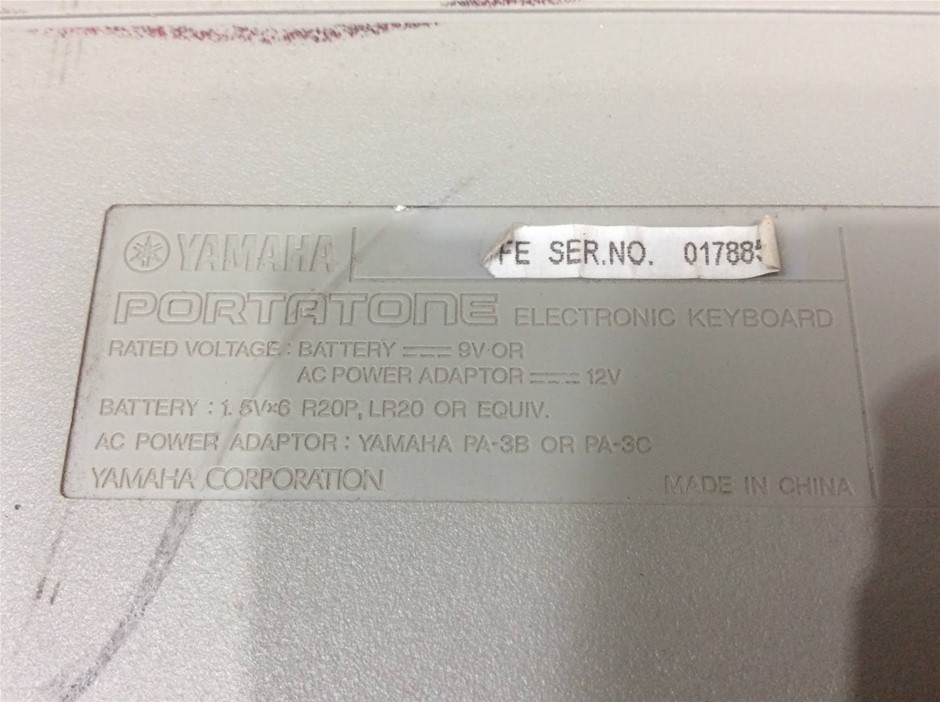 YAMAHA
FE SER.NO. 01788
PORTATONE ELECTRONIC KEYBOARD
RATED VOLTAGE : BATTERY ⎓ 9V OR
AC POWER ADAPTOR ⎓ 12V
BATTERY : 1.5V×6 R20P, LR20 OR EQUIV.
AC POWER ADAPTOR : YAMAHA PA-3B OR PA-3C
YAMAHA CORPORATION
MADE IN CHINA